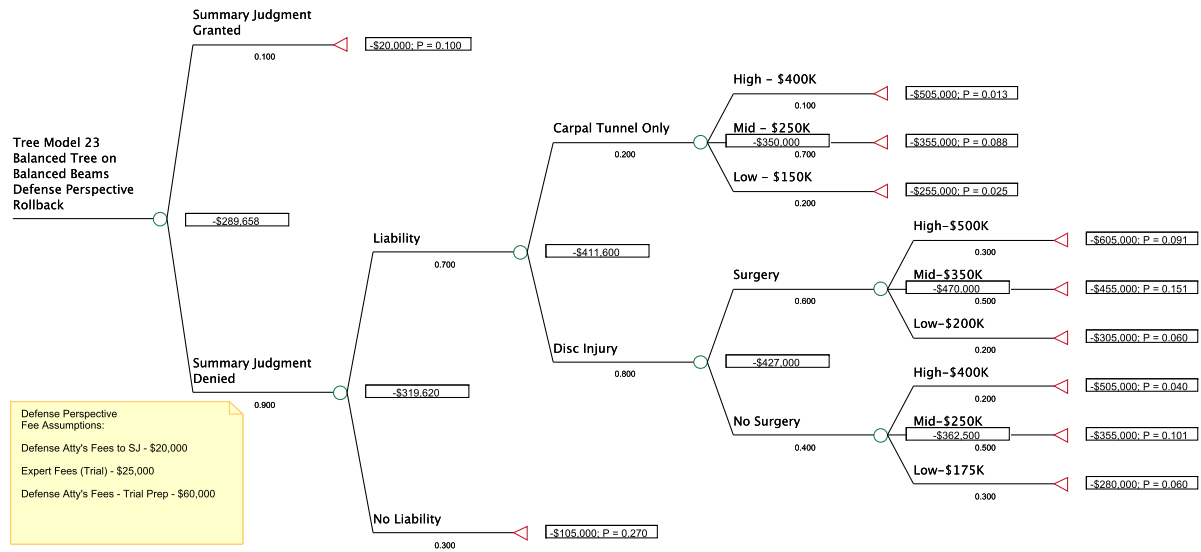 Summary Judgment
Granted
0.100
-$20,000; P = 0.100
Tree Model 23
Balanced Tree on
Balanced Beams
Defense Perspective
Rollback
-$289,658
Summary Judgment
Denied
0.900
-$319,620
Liability
0.700
-$411,600
Carpal Tunnel Only
0.200
-$350,000
High - $400K
0.100
-$505,000; P = 0.013
Mid - $250K
0.700
-$355,000; P = 0.088
Low - $150K
0.200
-$255,000; P = 0.025
Disc Injury
0.800
-$427,000
Surgery
0.600
-$470,000
High-$500K
0.300
-$605,000; P = 0.091
Mid-$350K
0.500
-$455,000; P = 0.151
Low-$200K
0.200
-$305,000; P = 0.060
No Surgery
0.400
-$362,500
High-$400K
0.200
-$505,000; P = 0.040
Mid-$250K
0.500
-$355,000; P = 0.101
Low-$175K
0.300
-$280,000; P = 0.060
No Liability
0.300
-$105,000; P = 0.270
Defense Perspective
Fee Assumptions:
Defense Atty's Fees to SJ - $20,000
Expert Fees (Trial) - $25,000
Defense Atty's Fees - Trial Prep - $60,000